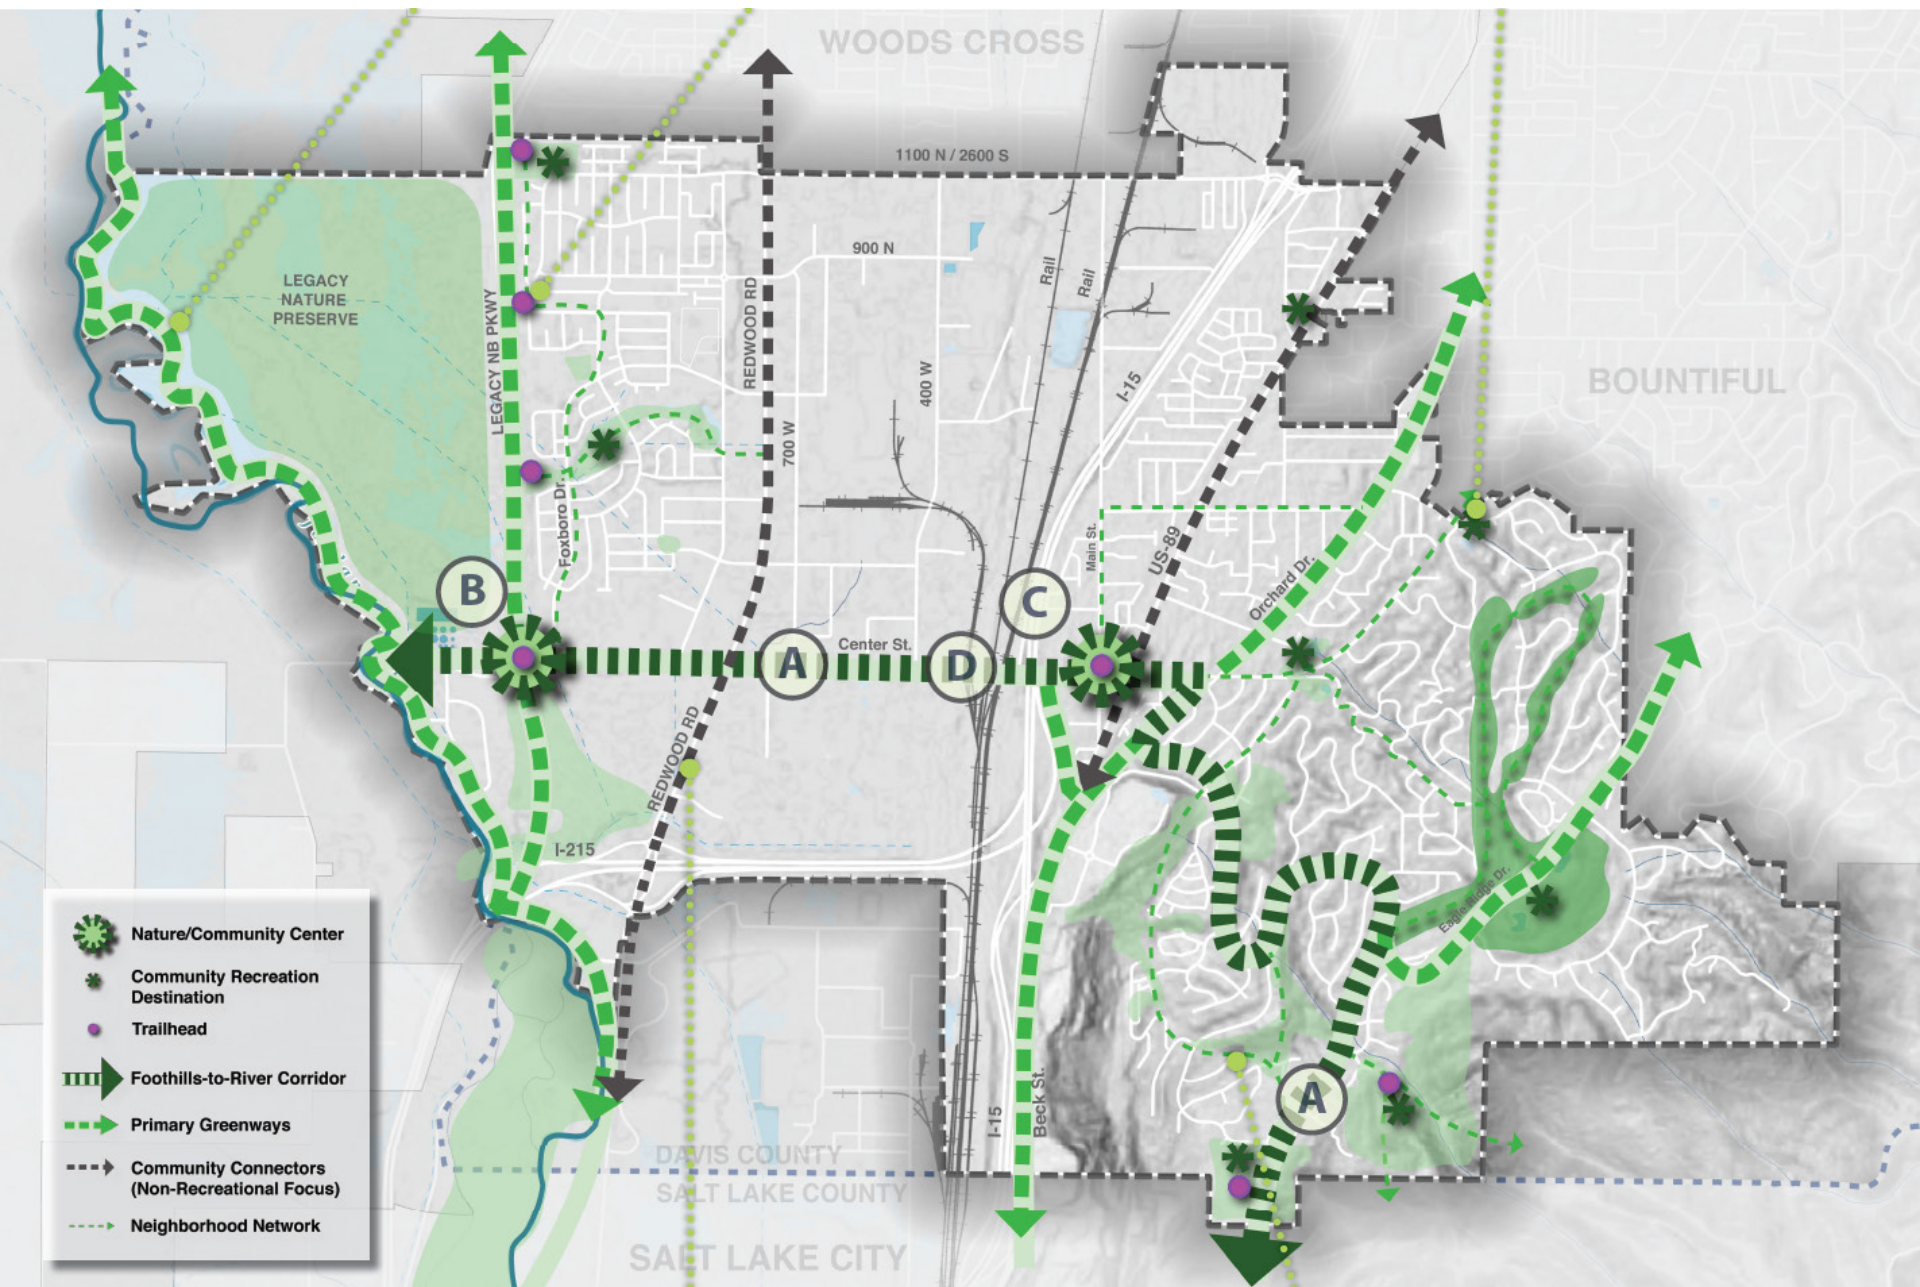 WOODS CROSS
1100 N / 2600 S
900 N
LEGACY
NATURE
PRESERVE
LEGACY NB PKWY
REDWOOD RD
Rail
Rail
400 W
I-15
BOUNTIFUL
700 W
Foxboro Dr.
Main St.
US-89
Orchard Dr.
B
C
Center St.
A
D
REDWOOD RD
I-215
Eagle Ridge Dr.
Nature/Community Center
Community Recreation
Destination
Trailhead
Foothills-to-River Corridor
Primary Greenways
Community Connectors
(Non-Recreational Focus)
Neighborhood Network
I-15
Beck St.
A
DAVIS COUNTY
SALT LAKE COUNTY
SALT LAKE CITY